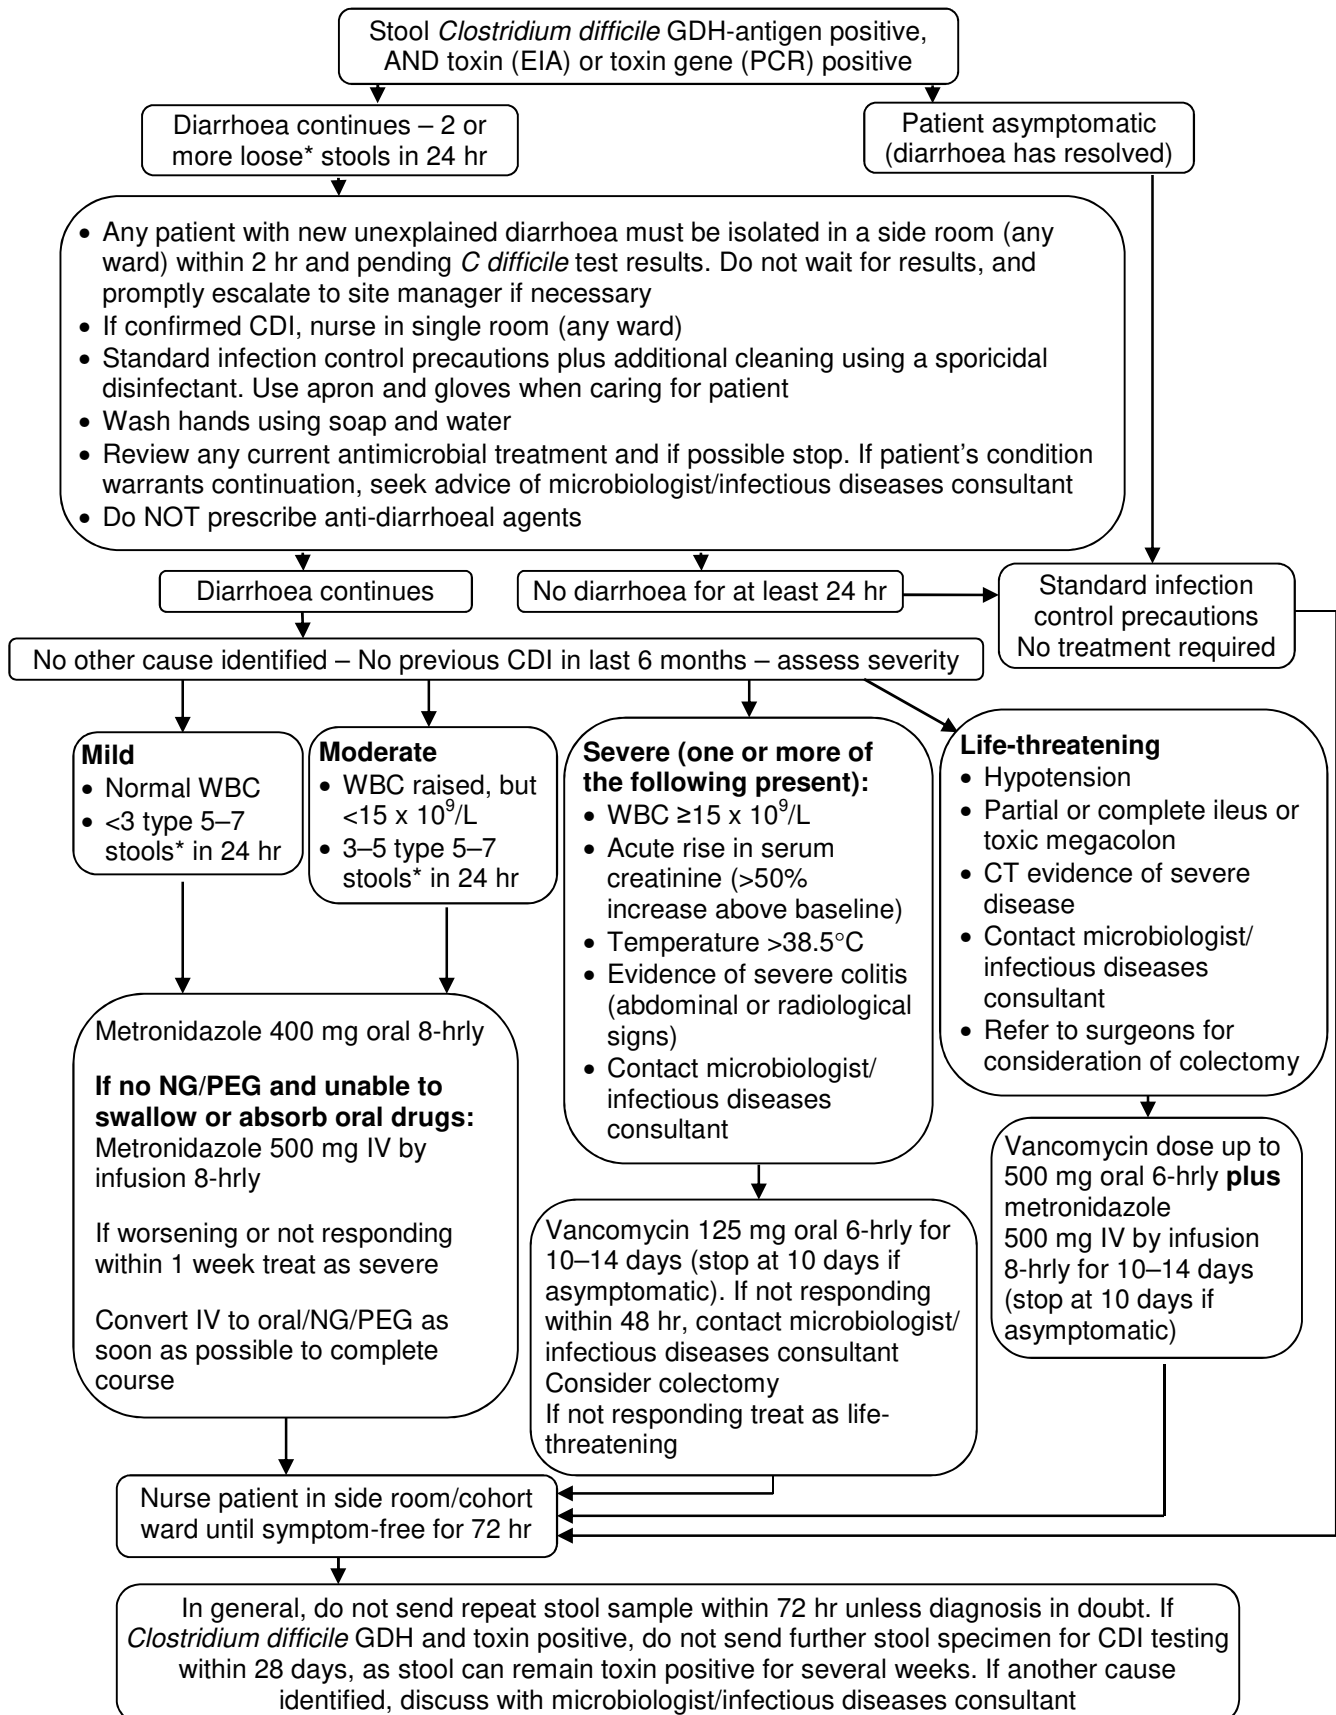 Stool Clostridium difficile GDH-antigen positive,
AND toxin (EIA) or toxin gene (PCR) positive
Diarrhoea continues – 2 or
more loose* stools in 24 hr
Patient asymptomatic
(diarrhoea has resolved)
• Any patient with new unexplained diarrhoea must be isolated in a side room (any
ward) within 2 hr and pending C difficile test results. Do not wait for results, and
promptly escalate to site manager if necessary
• If confirmed CDI, nurse in single room (any ward)
• Standard infection control precautions plus additional cleaning using a sporicidal
disinfectant. Use apron and gloves when caring for patient
• Wash hands using soap and water
• Review any current antimicrobial treatment and if possible stop. If patient's condition
warrants continuation, seek advice of microbiologist/infectious diseases consultant
• Do NOT prescribe anti-diarrhoeal agents
Diarrhoea continues
No diarrhoea for at least 24 hr
Standard infection
control precautions
No treatment required
No other cause identified – No previous CDI in last 6 months – assess severity
Mild
• Normal WBC
• <3 type 5–7
stools* in 24 hr
Moderate
• WBC raised, but
<15 x 10⁹/L
• 3–5 type 5–7
stools* in 24 hr
Severe (one or more of
the following present):
• WBC ≥15 x 10⁹/L
• Acute rise in serum
creatinine (>50%
increase above baseline)
• Temperature >38.5°C
• Evidence of severe colitis
(abdominal or radiological
signs)
• Contact microbiologist/
infectious diseases
consultant
Life-threatening
• Hypotension
• Partial or complete ileus or
toxic megacolon
• CT evidence of severe
disease
• Contact microbiologist/
infectious diseases
consultant
• Refer to surgeons for
consideration of colectomy
Metronidazole 400 mg oral 8-hrly
If no NG/PEG and unable to
swallow or absorb oral drugs:
Metronidazole 500 mg IV by
infusion 8-hrly
If worsening or not responding
within 1 week treat as severe
Convert IV to oral/NG/PEG as
soon as possible to complete
course
Vancomycin 125 mg oral 6-hrly for
10–14 days (stop at 10 days if
asymptomatic). If not responding
within 48 hr, contact microbiologist/
infectious diseases consultant
Consider colectomy
If not responding treat as life-
threatening
Vancomycin dose up to
500 mg oral 6-hrly plus
metronidazole
500 mg IV by infusion
8-hrly for 10–14 days
(stop at 10 days if
asymptomatic)
Nurse patient in side room/cohort
ward until symptom-free for 72 hr
In general, do not send repeat stool sample within 72 hr unless diagnosis in doubt. If
Clostridium difficile GDH and toxin positive, do not send further stool specimen for CDI testing
within 28 days, as stool can remain toxin positive for several weeks. If another cause
identified, discuss with microbiologist/infectious diseases consultant